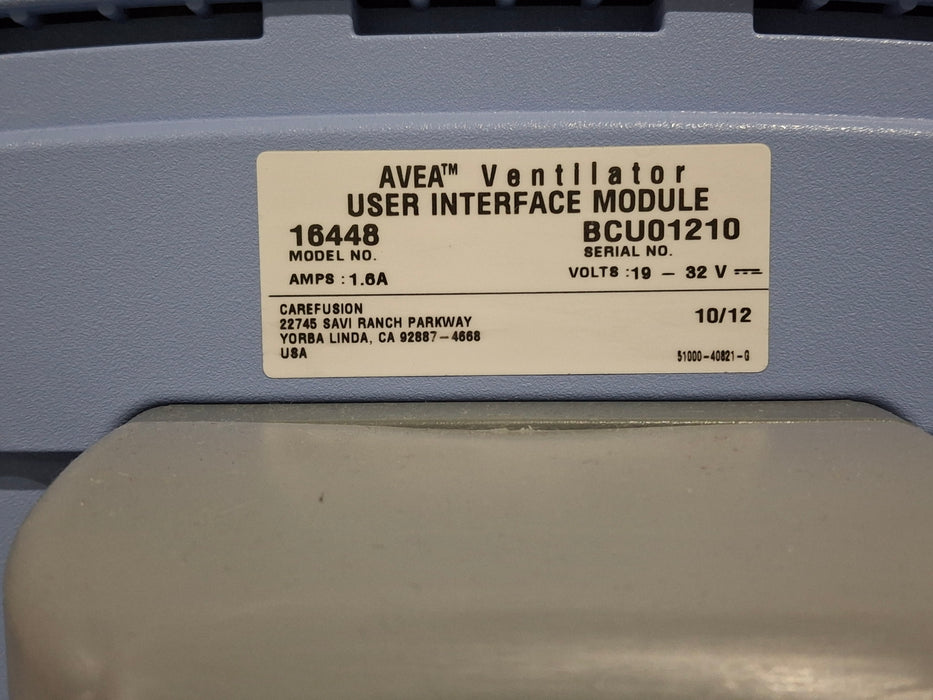 AVEA™ Ventilator
USER INTERFACE MODULE
16448 BCU01210
MODEL NO. SERIAL NO.
AMPS : 1.6A VOLTS : 19 – 32 V
CAREFUSION
22745 SAVI RANCH PARKWAY 10/12
YORBA LINDA, CA 92887-4668
USA 51000-40821-G